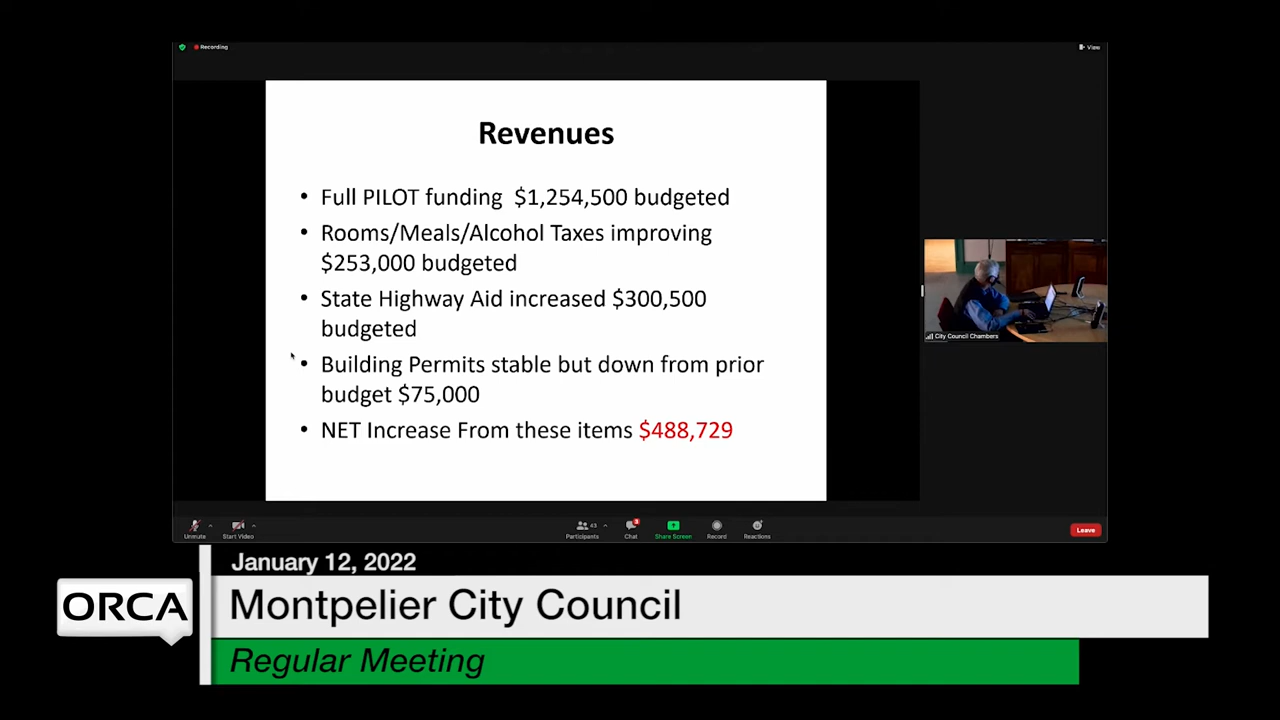 Recording
View
Revenues
• Full PILOT funding  $1,254,500 budgeted
• Rooms/Meals/Alcohol Taxes improving
$253,000 budgeted
• State Highway Aid increased $300,500
budgeted
• Building Permits stable but down from prior
budget $75,000
• NET Increase From these items $488,729
City Council Chambers
Unmute
Start Video
43
Participants
3
Chat
Share Screen
Record
Reactions
Leave
January 12, 2022
ORCA
Montpelier City Council
Regular Meeting